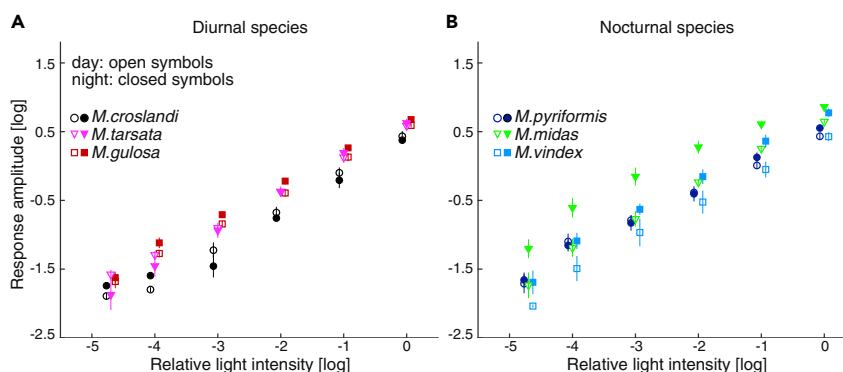 A
Diurnal species
day: open symbols
night: closed symbols
M.croslandi
M.tarsata
M.gulosa
1.5
0.5
-0.5
-1.5
-2.5
Response amplitude [log]
-5 -4 -3 -2 -1 0
Relative light intensity [log]
B
Nocturnal species
M.pyriformis
M.midas
M.vindex
1.5
0.5
-0.5
-1.5
-2.5
-5 -4 -3 -2 -1 0
Relative light intensity [log]